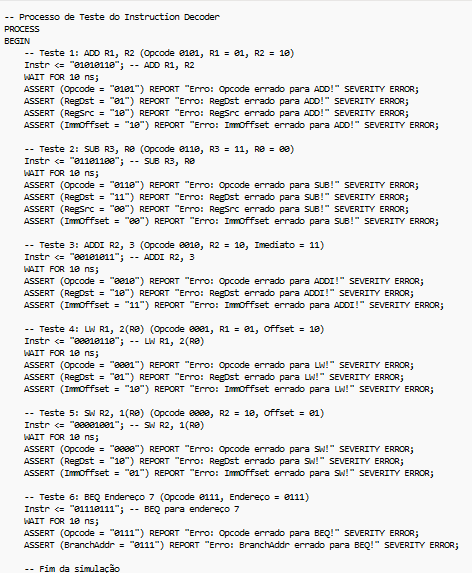 -- Processo de Teste do Instruction Decoder
PROCESS
BEGIN
-- Teste 1: ADD R1, R2 (Opcode 0101, R1 = 01, R2 = 10)
Instr <= "01010110"; -- ADD R1, R2
WAIT FOR 10 ns;
ASSERT (Opcode = "0101") REPORT "Erro: Opcode errado para ADD!" SEVERITY ERROR;
ASSERT (RegDst = "01") REPORT "Erro: RegDst errado para ADD!" SEVERITY ERROR;
ASSERT (RegSrc = "10") REPORT "Erro: RegSrc errado para ADD!" SEVERITY ERROR;
ASSERT (ImmOffset = "10") REPORT "Erro: ImmOffset errado para ADD!" SEVERITY ERROR;
-- Teste 2: SUB R3, R0 (Opcode 0110, R3 = 11, R0 = 00)
Instr <= "01101100"; -- SUB R3, R0
WAIT FOR 10 ns;
ASSERT (Opcode = "0110") REPORT "Erro: Opcode errado para SUB!" SEVERITY ERROR;
ASSERT (RegDst = "11") REPORT "Erro: RegDst errado para SUB!" SEVERITY ERROR;
ASSERT (RegSrc = "00") REPORT "Erro: RegSrc errado para SUB!" SEVERITY ERROR;
ASSERT (ImmOffset = "00") REPORT "Erro: ImmOffset errado para SUB!" SEVERITY ERROR;
-- Teste 3: ADDI R2, 3 (Opcode 0010, R2 = 10, Imediato = 11)
Instr <= "00101011"; -- ADDI R2, 3
WAIT FOR 10 ns;
ASSERT (Opcode = "0010") REPORT "Erro: Opcode errado para ADDI!" SEVERITY ERROR;
ASSERT (RegDst = "10") REPORT "Erro: RegDst errado para ADDI!" SEVERITY ERROR;
ASSERT (ImmOffset = "11") REPORT "Erro: ImmOffset errado para ADDI!" SEVERITY ERROR;
-- Teste 4: LW R1, 2(R0) (Opcode 0001, R1 = 01, Offset = 10)
Instr <= "00010110"; -- LW R1, 2(R0)
WAIT FOR 10 ns;
ASSERT (Opcode = "0001") REPORT "Erro: Opcode errado para LW!" SEVERITY ERROR;
ASSERT (RegDst = "01") REPORT "Erro: RegDst errado para LW!" SEVERITY ERROR;
ASSERT (ImmOffset = "10") REPORT "Erro: ImmOffset errado para LW!" SEVERITY ERROR;
-- Teste 5: SW R2, 1(R0) (Opcode 0000, R2 = 10, Offset = 01)
Instr <= "00001001"; -- SW R2, 1(R0)
WAIT FOR 10 ns;
ASSERT (Opcode = "0000") REPORT "Erro: Opcode errado para SW!" SEVERITY ERROR;
ASSERT (RegDst = "10") REPORT "Erro: RegDst errado para SW!" SEVERITY ERROR;
ASSERT (ImmOffset = "01") REPORT "Erro: ImmOffset errado para SW!" SEVERITY ERROR;
-- Teste 6: BEQ Endereço 7 (Opcode 0111, Endereço = 0111)
Instr <= "01110111"; -- BEQ para endereço 7
WAIT FOR 10 ns;
ASSERT (Opcode = "0111") REPORT "Erro: Opcode errado para BEQ!" SEVERITY ERROR;
ASSERT (BranchAddr = "0111") REPORT "Erro: BranchAddr errado para BEQ!" SEVERITY ERROR;
-- Fim da simulação